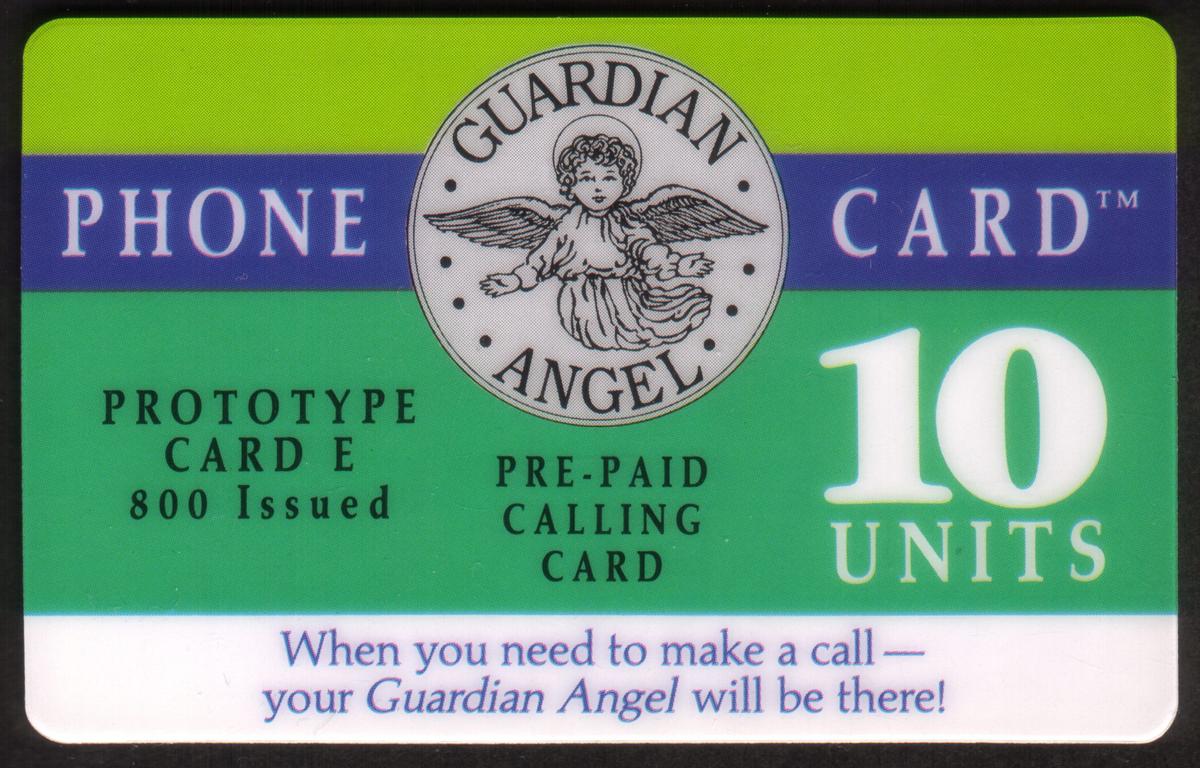 GUARDIAN
PHONE CARD™
ANGEL
PROTOTYPE
CARD E
800 Issued
PRE-PAID
CALLING
CARD
10
UNITS
When you need to make a call—
your Guardian Angel will be there!